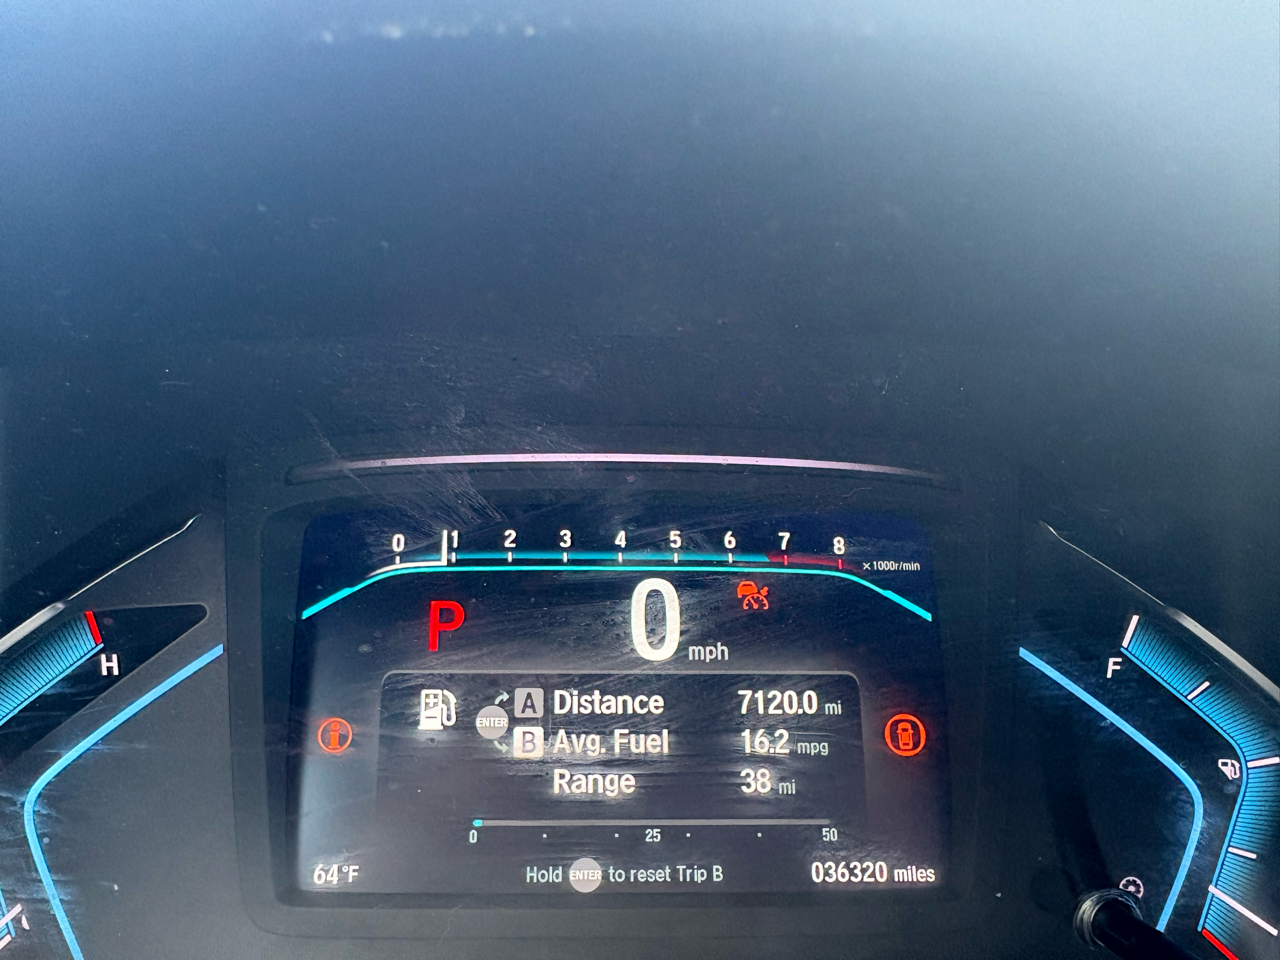 0 1 2 3 4 5 6 7 8 ×1000r/min
P 0 mph
H
F
ENTER
A Distance 7120.0 mi
B Avg. Fuel 16.2 mpg
Range 38 mi
0 25 50
Hold ENTER to reset Trip B
64°F
036320 miles